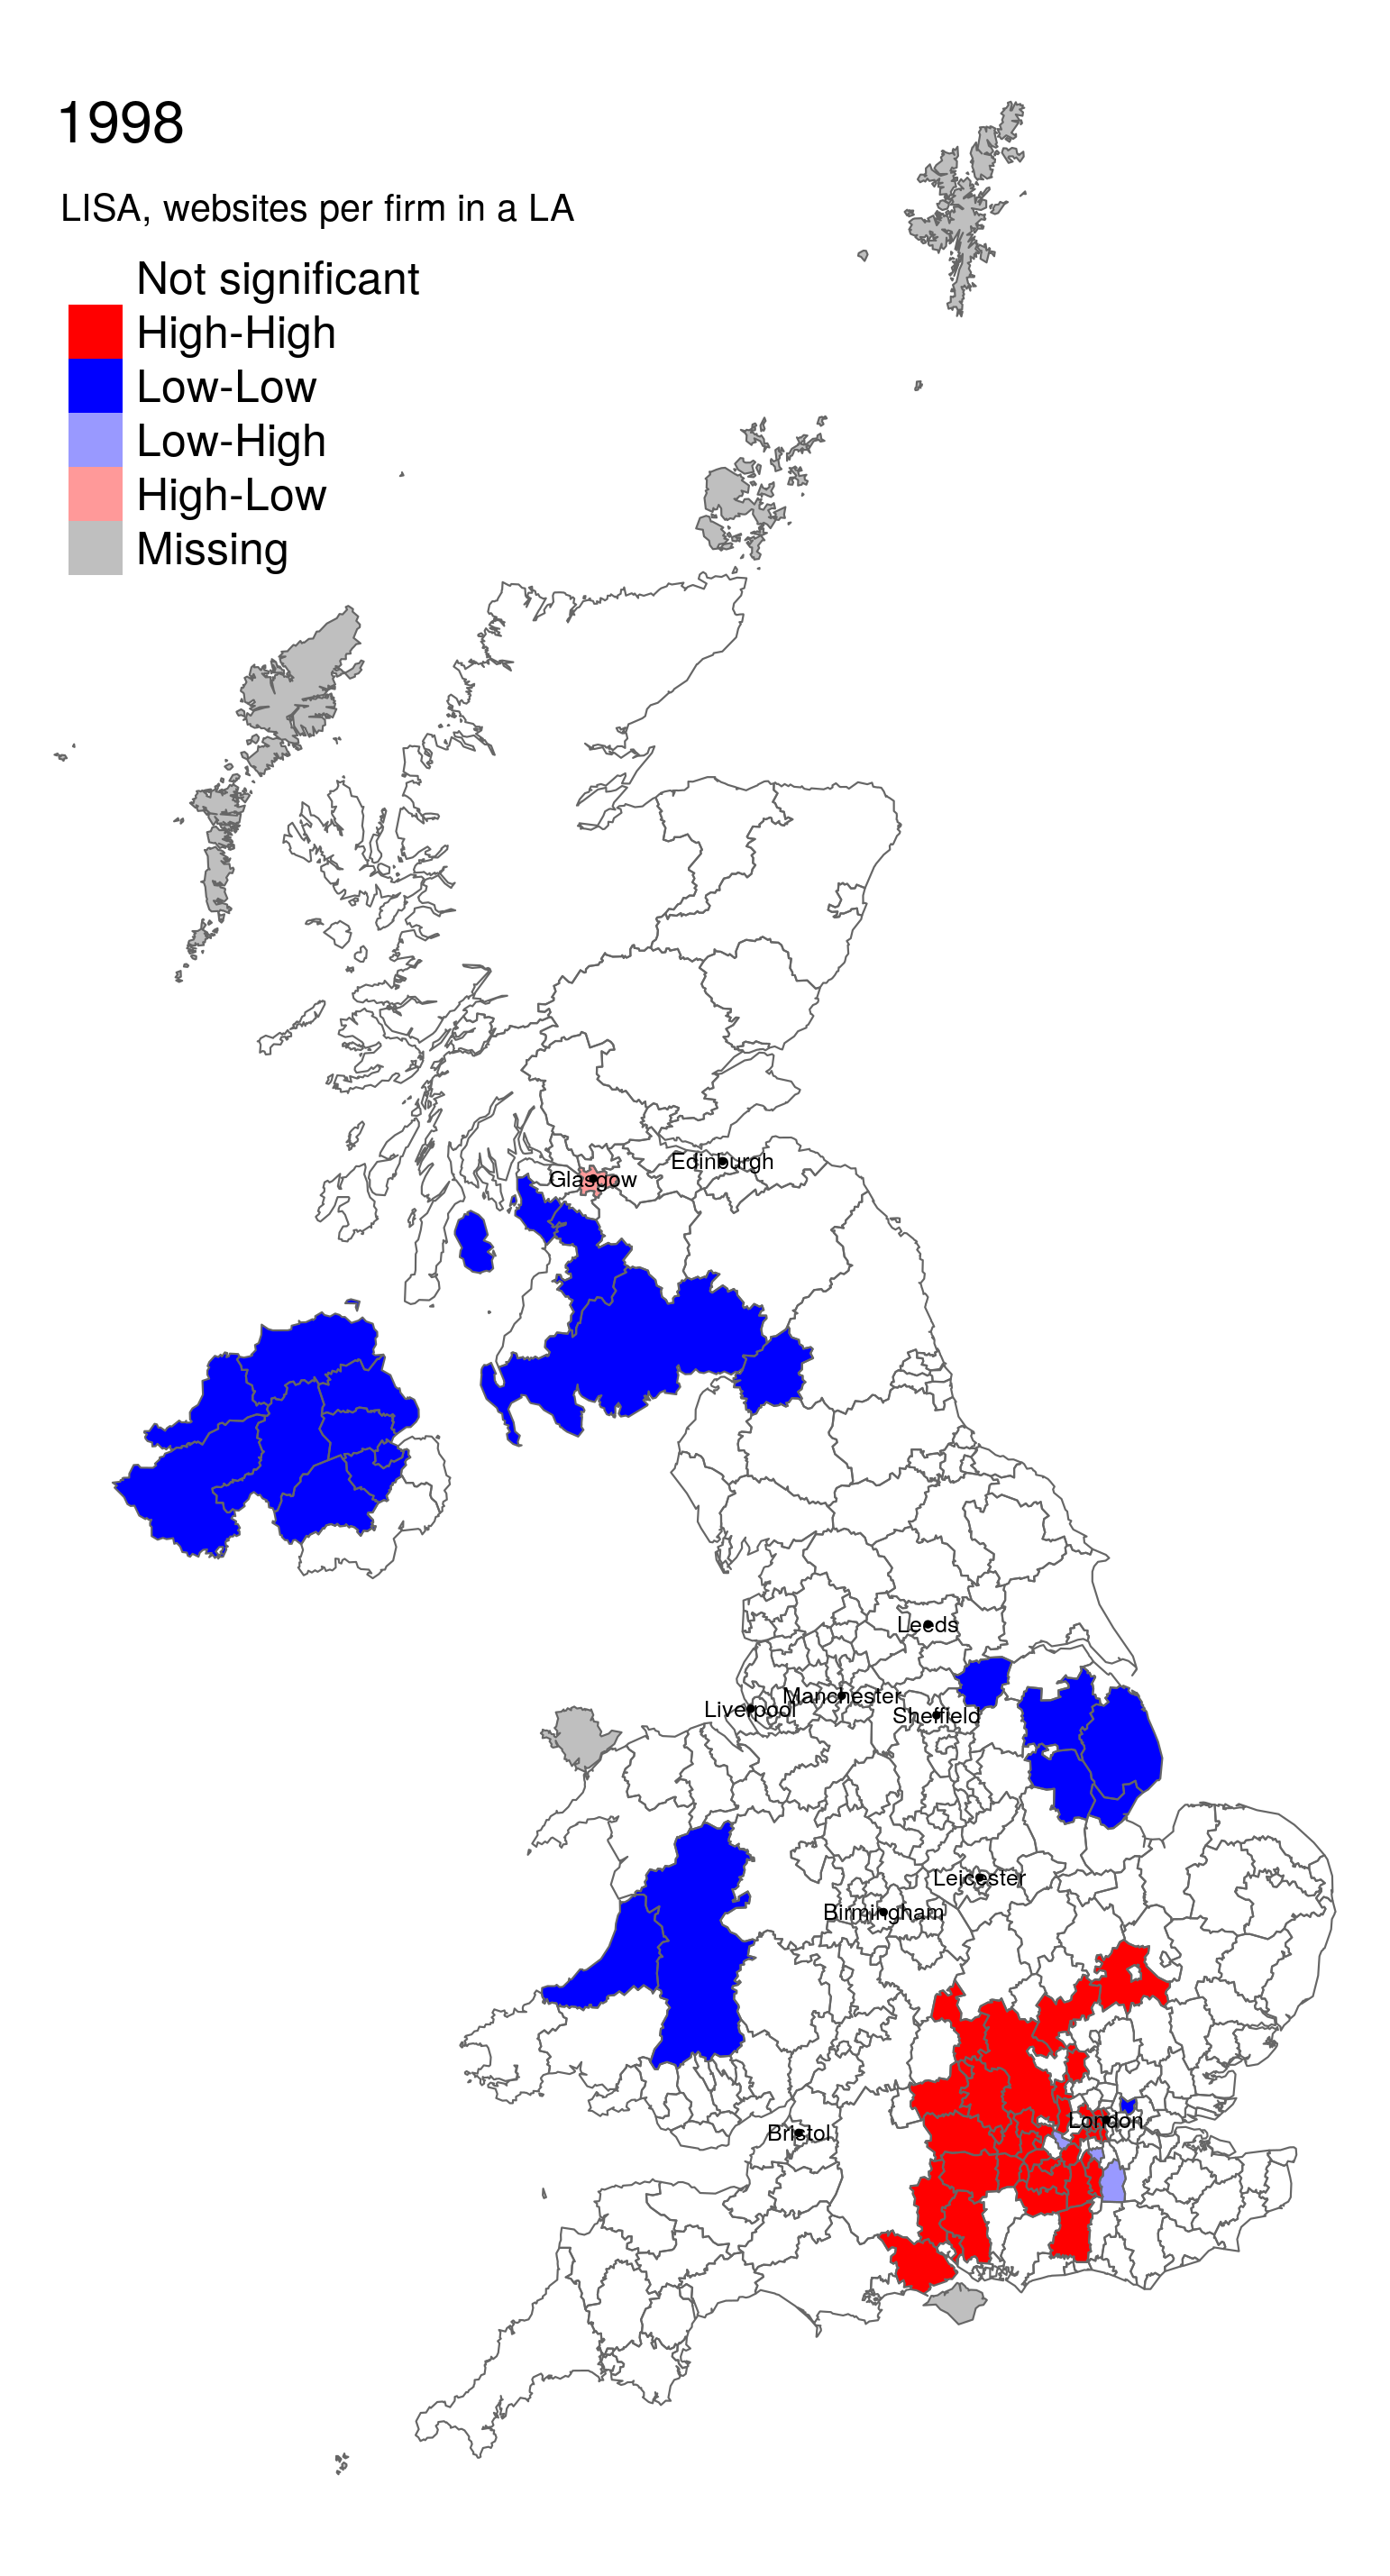 1998
LISA, websites per firm in a LA
Not significant
High-High
Low-Low
Low-High
High-Low
Missing
Edinburgh
Glasgow
Leeds
Manchester
Liverpool
Sheffield
Leicester
Birmingham
London
Bristol